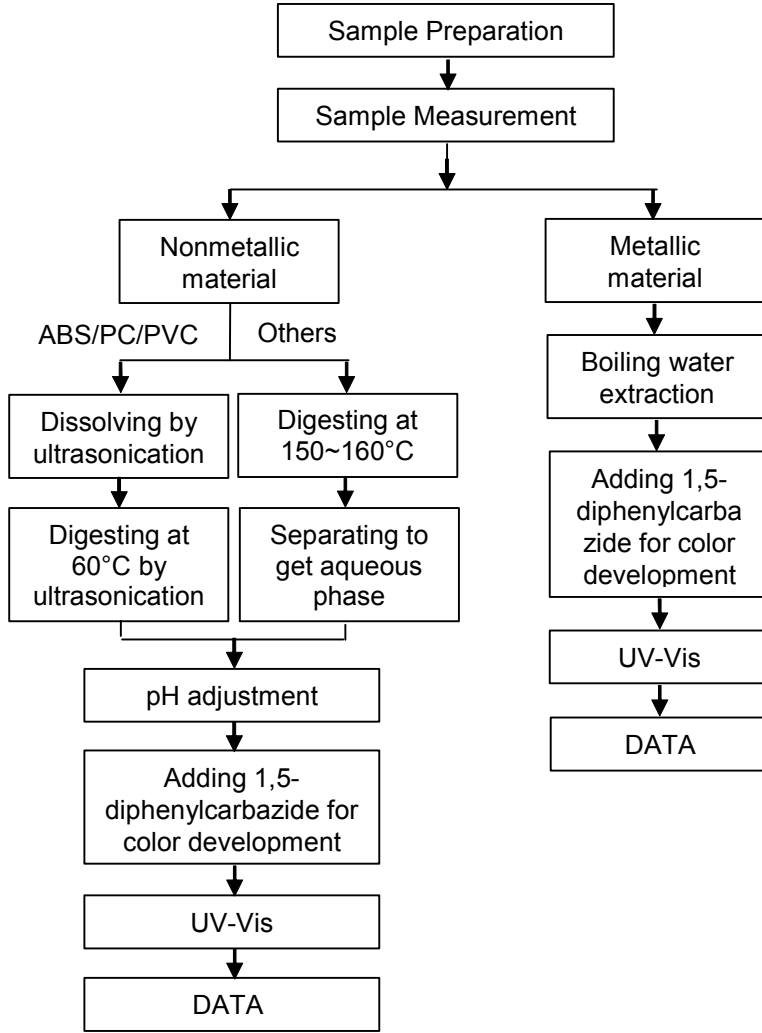 Sample Preparation
Sample Measurement
Nonmetallic
material
Metallic
material
ABS/PC/PVC
Others
Boiling water
extraction
Dissolving by
ultrasonication
Digesting at
150~160°C
Adding 1,5-
diphenylcarba
zide for color
development
Digesting at
60°C by
ultrasonication
Separating to
get aqueous
phase
UV-Vis
pH adjustment
DATA
Adding 1,5-
diphenylcarbazide for
color development
UV-Vis
DATA